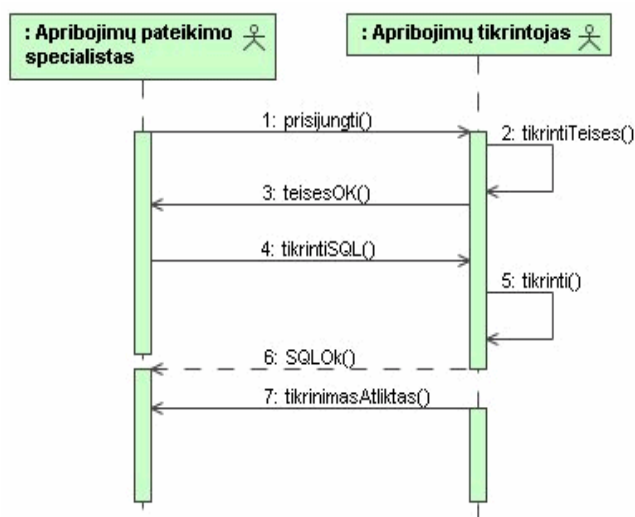 : Apribojimų pateikimo
specialistas
: Apribojimų tikrintojas
1: prisijungti()
2: tikrintiTeises()
3: teisesOK()
4: tikrintiSQL()
5: tikrinti()
6: SQLOk()
7: tikrinimasAtliktas()